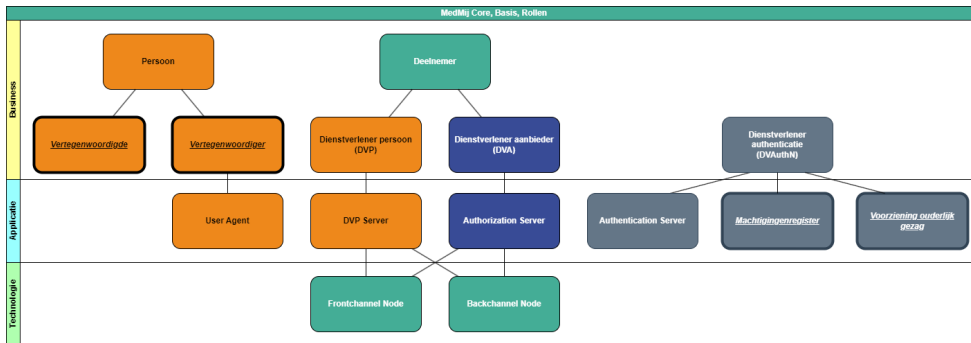 MedMij Core, Basis, Rollen
Business
Persoon
Deelnemer
Vertegenwoordigde
Vertegenwoordiger
Dienstverlener persoon
(DVP)
Dienstverlener aanbieder
(DVA)
Dienstverlener
authenticatie
(DVAuthN)
Applicatie
User Agent
DVP Server
Authorization Server
Authentication Server
Machtigingenregister
Voorziening ouderlijk
gezag
Technologie
Frontchannel Node
Backchannel Node